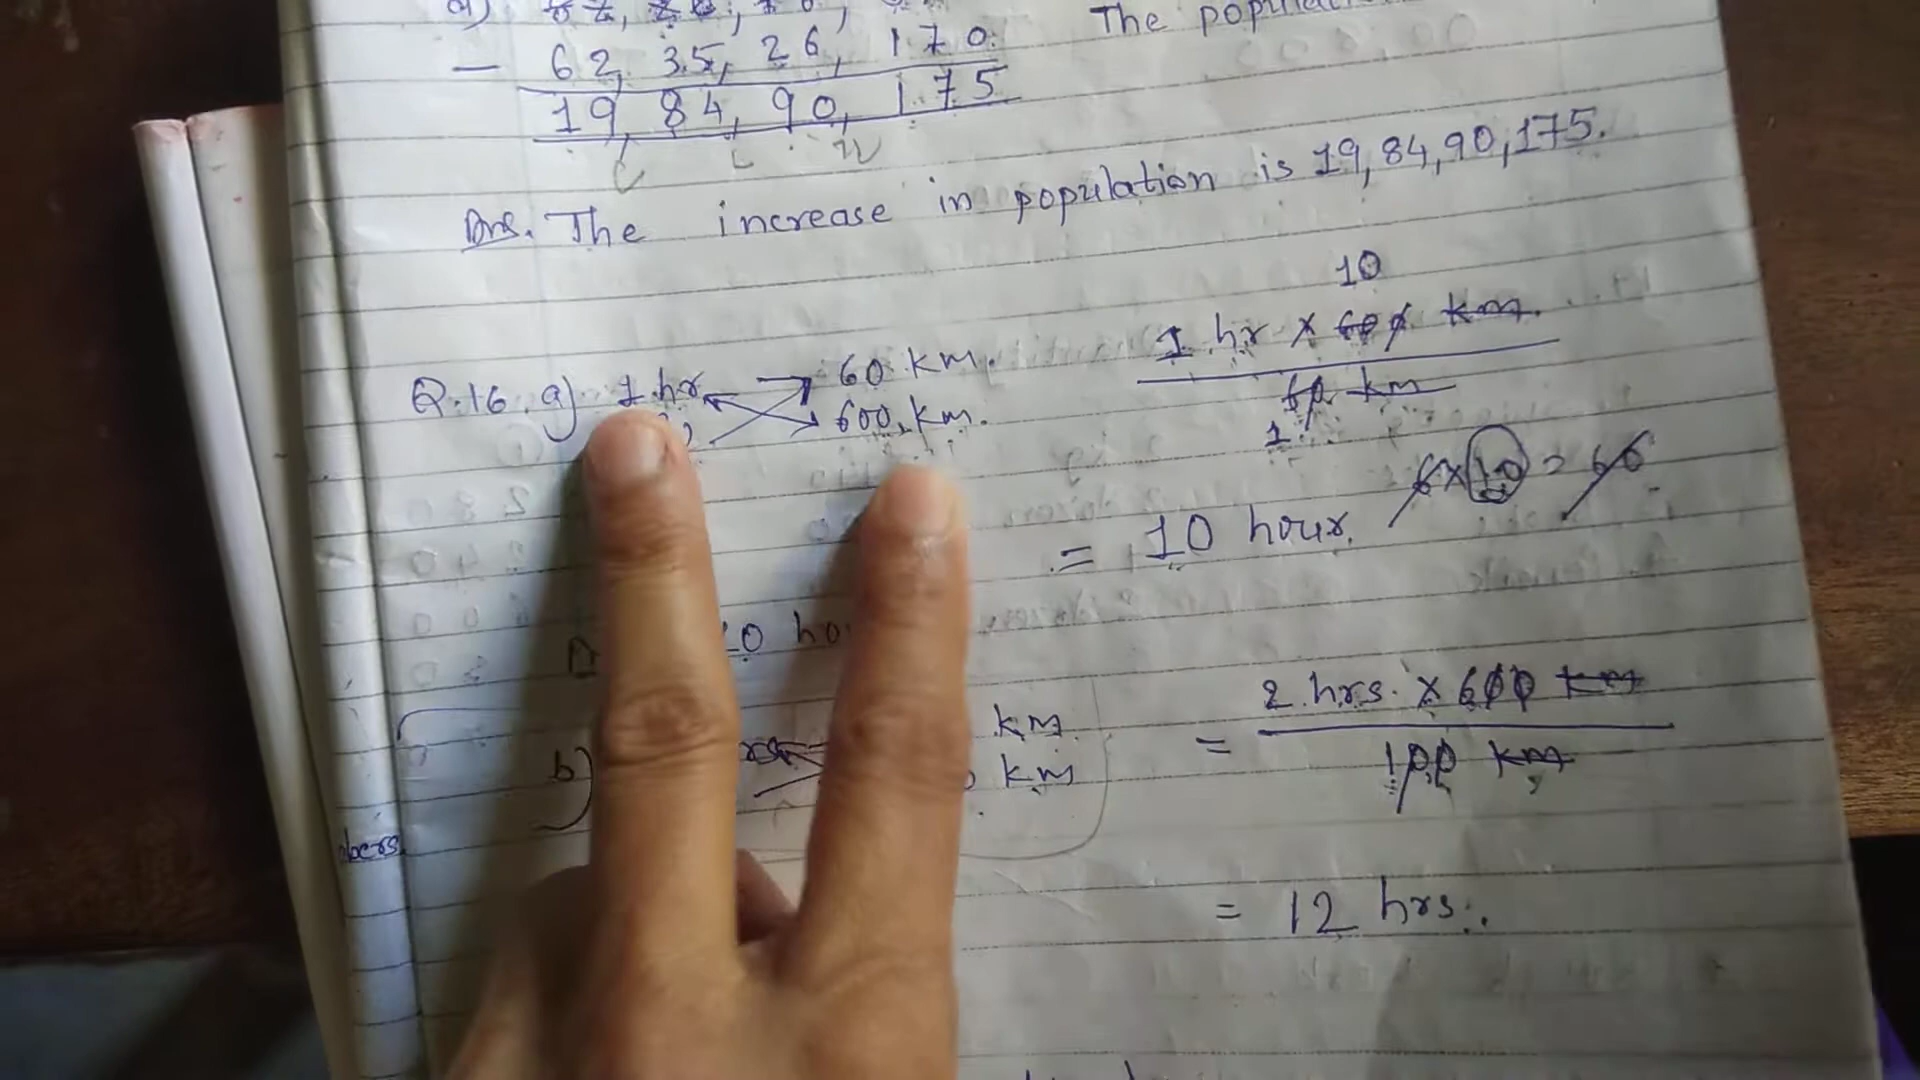 The
— 62, 35, 26, 170.
19, 84, 90, 175
C L
Ans. The increase in population is 19, 84, 90, 175.
10
Q.16. a) 1 hr 60 km. 1 hr x 600 km.
600 km. 60 km
1
6 x 10 = 60
= 10 hour.
b) km = 2 hrs. x 600 km
km 100 km
bers.
= 12 hrs.